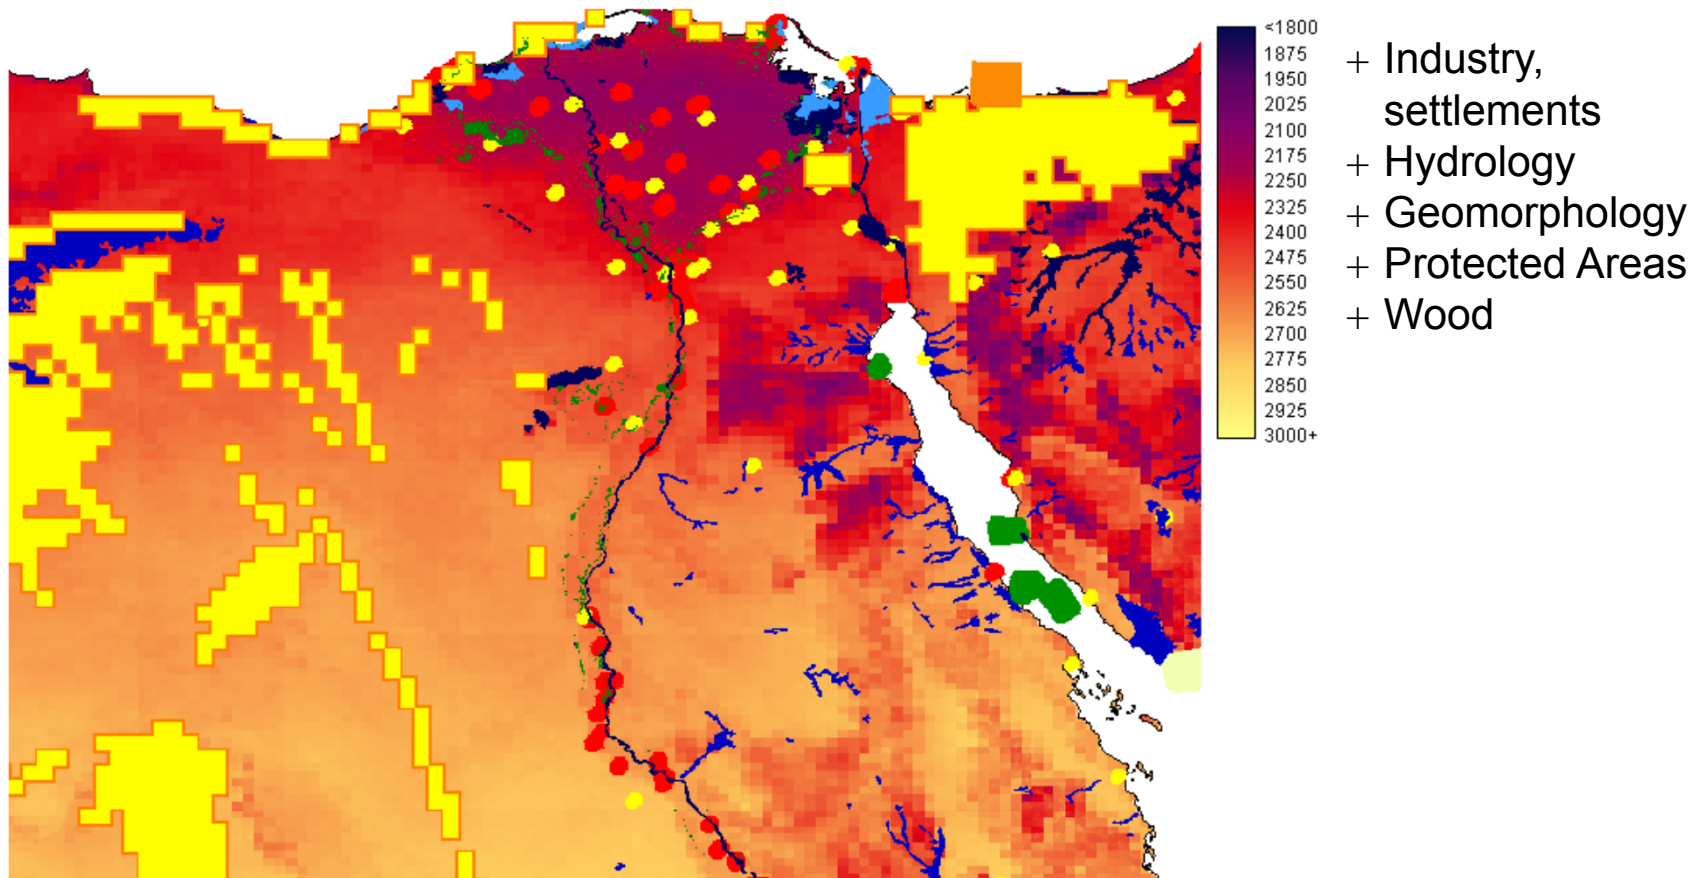 <1800
1875
1950
2025
2100
2175
2250
2325
2400
2475
2550
2625
2700
2775
2850
2925
3000+
+ Industry,
settlements
+ Hydrology
+ Geomorphology
+ Protected Areas
+ Wood